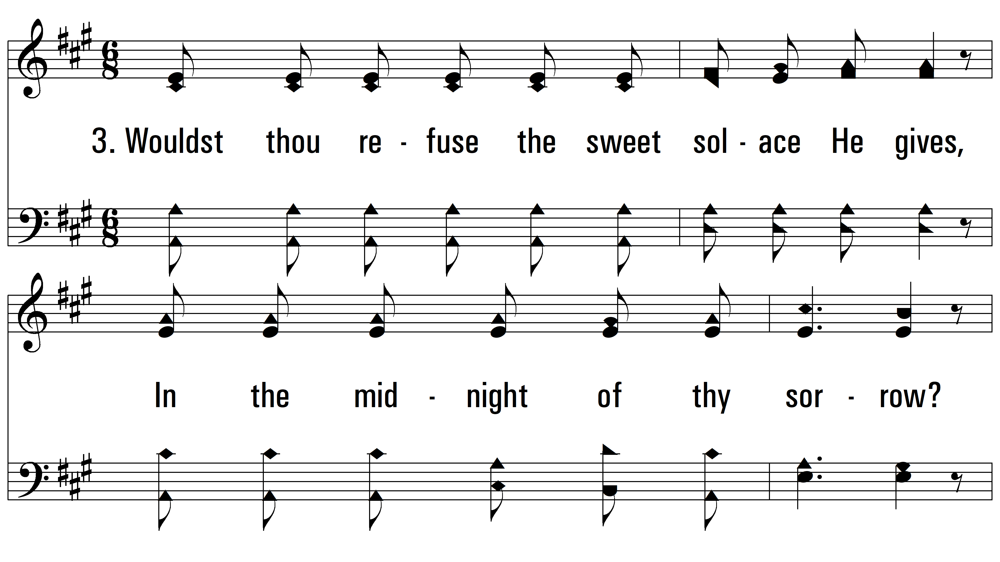 3. Wouldst thou re - fuse the sweet sol - ace He gives,
In the mid - night of thy sor - row?